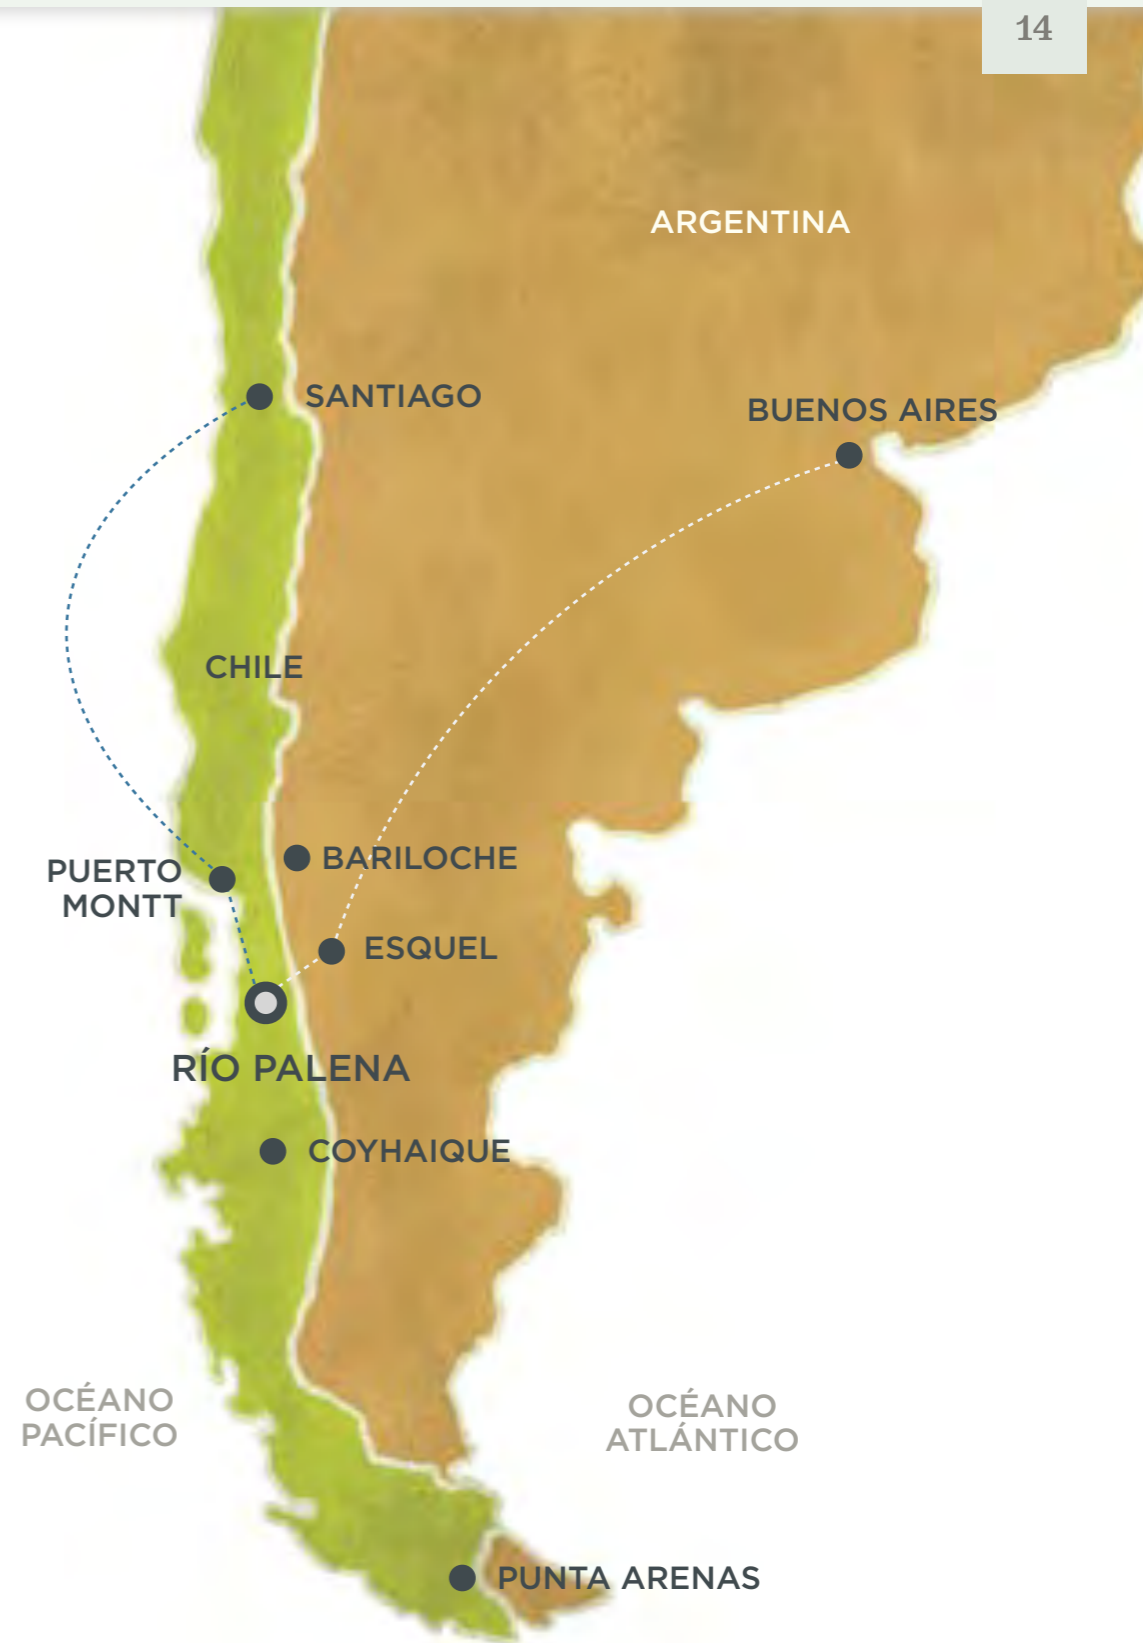 14
ARGENTINA
SANTIAGO
BUENOS AIRES
CHILE
BARILOCHE
PUERTO
MONTT
ESQUEL
RÍO PALENA
COYHAIQUE
OCÉANO
PACÍFICO
OCÉANO
ATLÁNTICO
PUNTA ARENAS